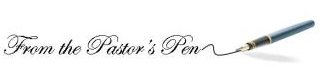 From the Pastor's Pen